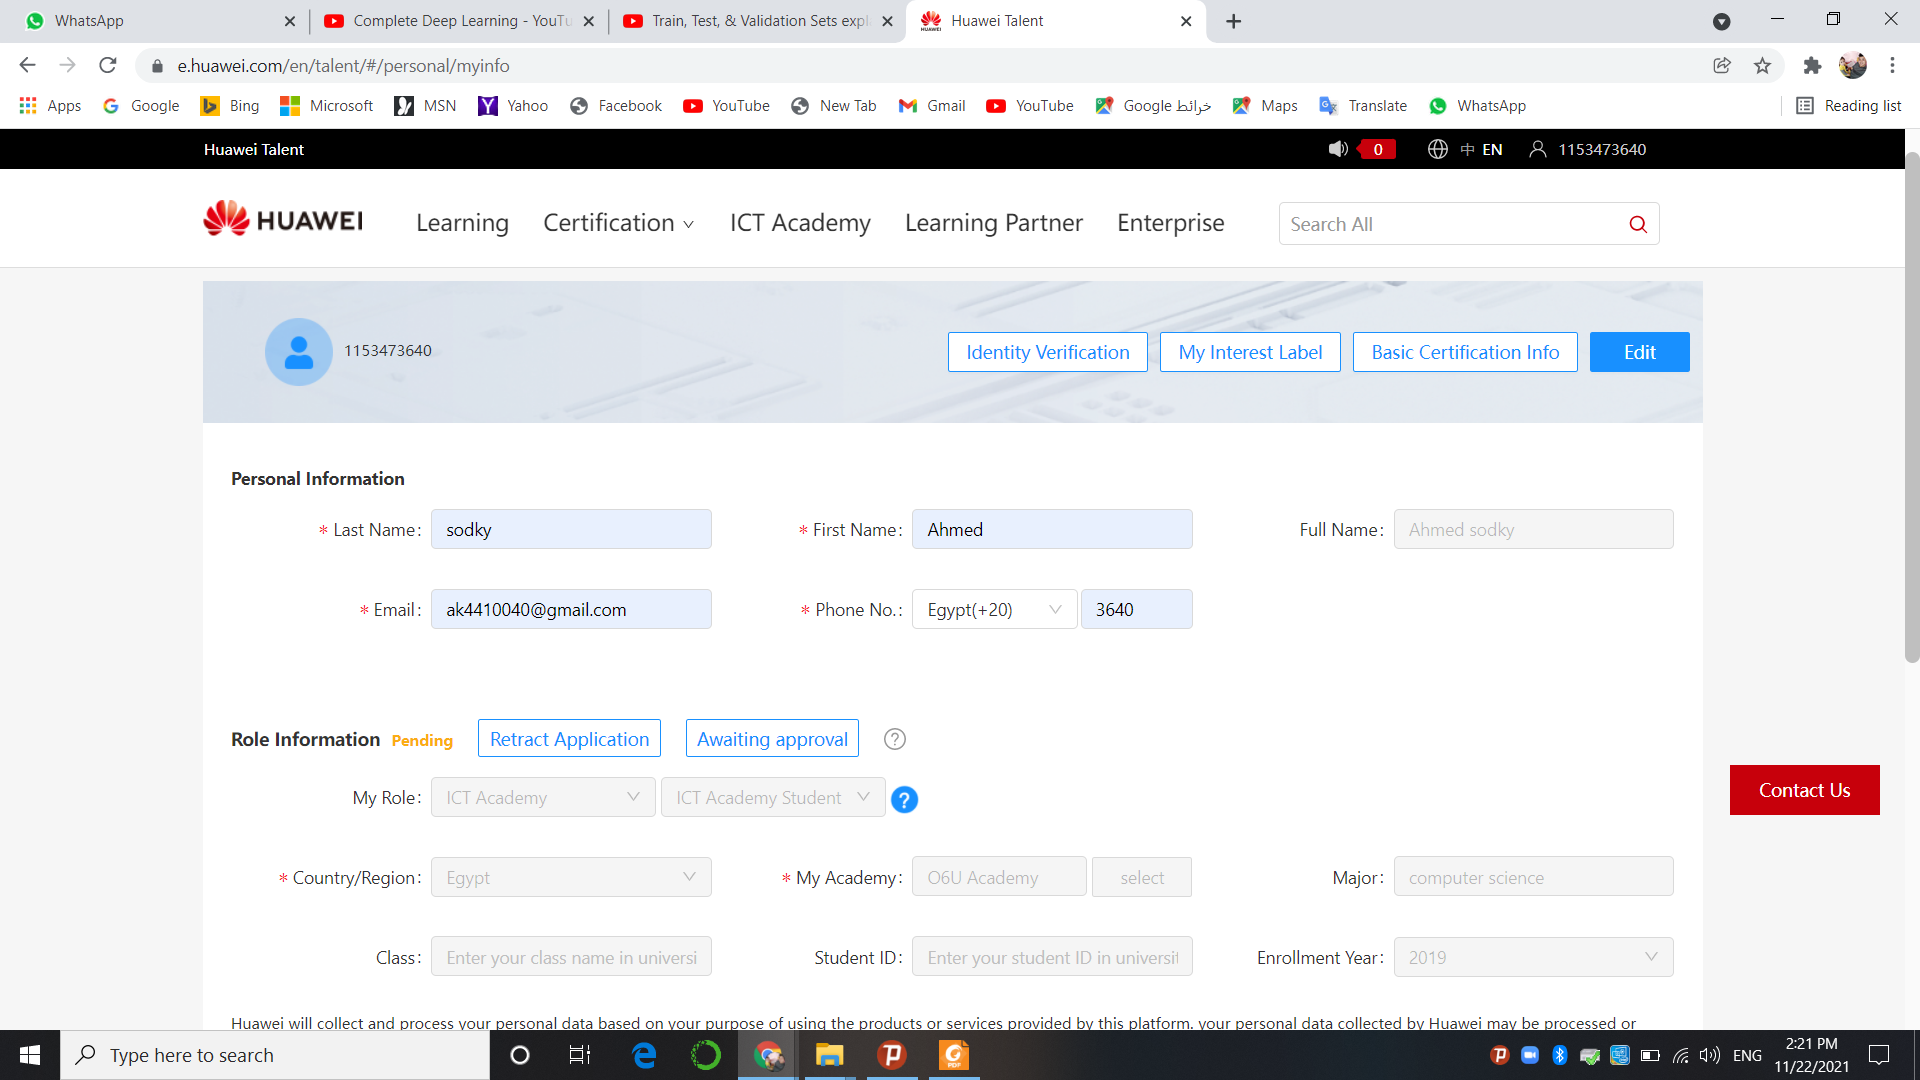 WhatsApp
Complete Deep Learning - YouTu
Train, Test, & Validation Sets expl
Huawei Talent
e.huawei.com/en/talent/#/personal/myinfo
Apps Google Bing Microsoft MSN Yahoo Facebook YouTube New Tab Gmail YouTube Google خرائط Maps Translate WhatsApp Reading list
Huawei Talent 0 中 EN 1153473640
HUAWEI Learning Certification ICT Academy Learning Partner Enterprise Search All
1153473640 Identity Verification My Interest Label Basic Certification Info Edit
Personal Information
* Last Name: sodky * First Name: Ahmed Full Name: Ahmed sodky
* Email: ak4410040@gmail.com * Phone No.: Egypt(+20) 3640
Role Information Pending Retract Application Awaiting approval ?
My Role: ICT Academy ICT Academy Student ?
Contact Us
* Country/Region: Egypt * My Academy: O6U Academy select Major: computer science
Class: Enter your class name in universi Student ID: Enter your student ID in universit Enrollment Year: 2019
Huawei will collect and process your personal data based on your purpose of using the products or services provided by this platform. your personal data collected by Huawei may be processed or
Type here to search ENG 2:21 PM
11/22/2021